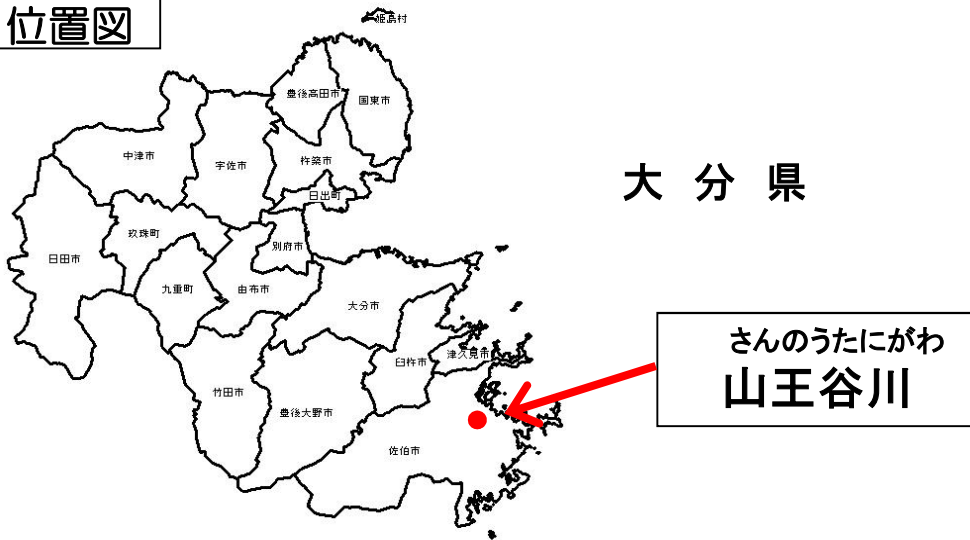 位置図
姫島村
豊後高田市
国東市
中津市
宇佐市
杵築市
日出町
大分県
玖珠町
別府市
日田市
九重町
由布市
大分市
さんのうたにがわ
山王谷川
臼杵市
津久見市
竹田市
豊後大野市
佐伯市